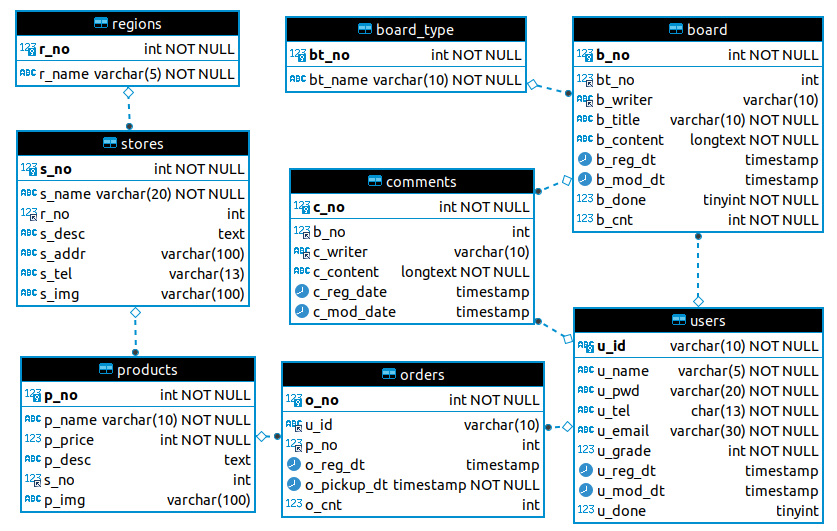 regions
r_no int NOT NULL
r_name varchar(5) NOT NULL
board_type
bt_no int NOT NULL
bt_name varchar(10) NOT NULL
board
b_no int NOT NULL
bt_no int
b_writer varchar(10)
b_title varchar(10) NOT NULL
b_content longtext NOT NULL
b_reg_dt timestamp
b_mod_dt timestamp
b_done tinyint NOT NULL
b_cnt int NOT NULL
stores
s_no int NOT NULL
s_name varchar(20) NOT NULL
r_no int
s_desc text
s_addr varchar(100)
s_tel varchar(13)
s_img varchar(100)
comments
c_no int NOT NULL
b_no int
c_writer varchar(10)
c_content longtext NOT NULL
c_reg_date timestamp
c_mod_date timestamp
users
u_id varchar(10) NOT NULL
u_name varchar(5) NOT NULL
u_pwd varchar(20) NOT NULL
u_tel char(13) NOT NULL
u_email varchar(30) NOT NULL
u_grade int NOT NULL
u_reg_dt timestamp
u_mod_dt timestamp
u_done tinyint
products
p_no int NOT NULL
p_name varchar(10) NOT NULL
p_price int NOT NULL
p_desc text
s_no int
p_img varchar(100)
orders
o_no int NOT NULL
u_id varchar(10)
p_no int
o_reg_dt timestamp
o_pickup_dt timestamp NOT NULL
o_cnt int